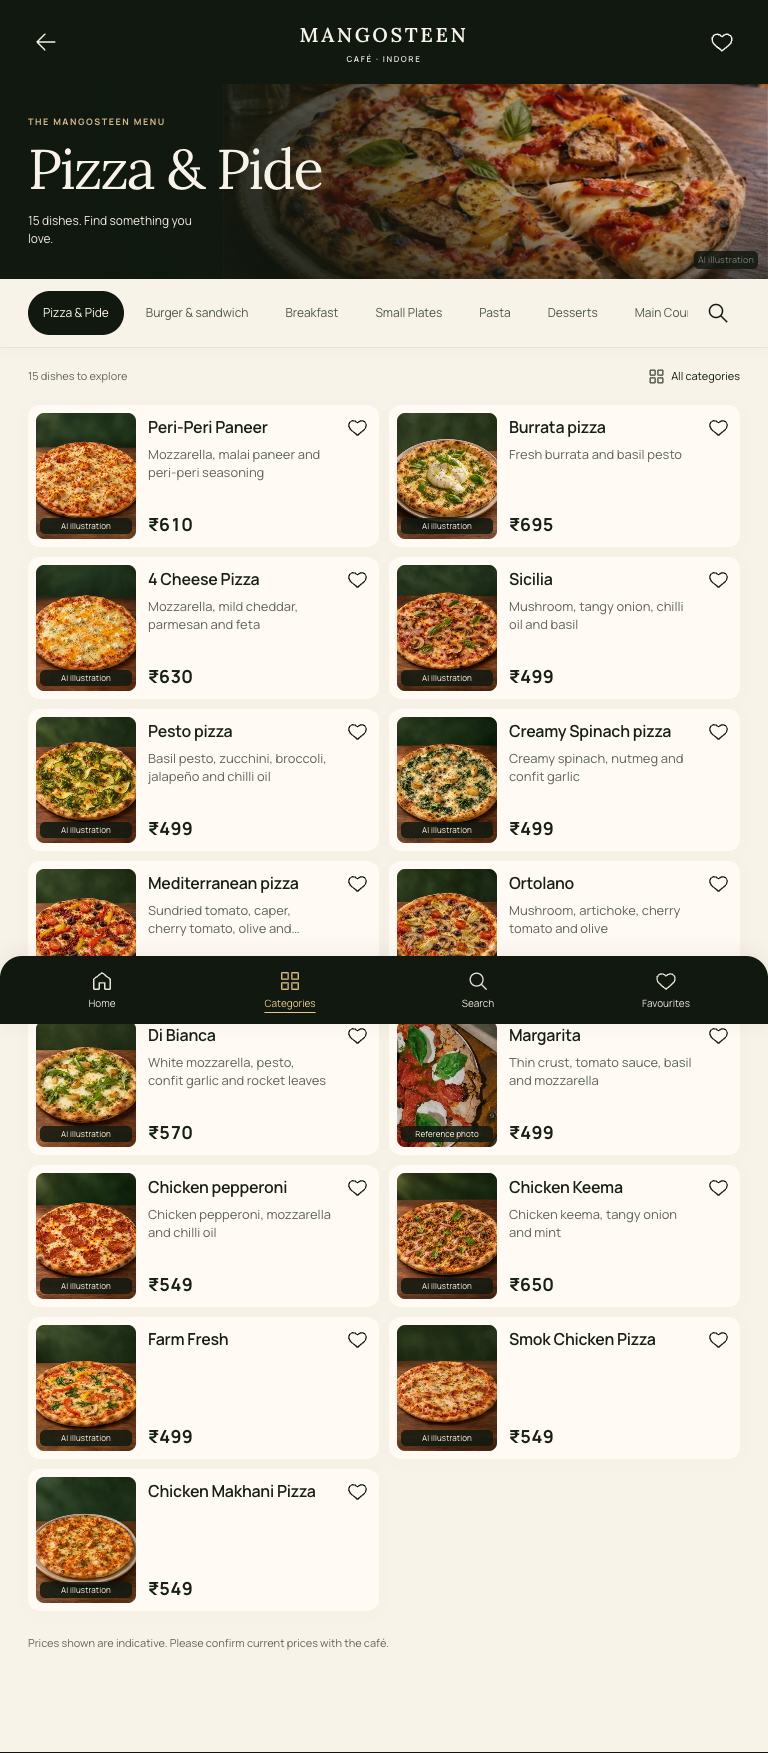 MANGOSTEEN
CAFÉ · INDORE
THE MANGOSTEEN MENU
Pizza & Pide
15 dishes. Find something you
love.
AI illustration
Pizza & Pide
Burger & sandwich
Breakfast
Small Plates
Pasta
Desserts
Main Cour
15 dishes to explore
All categories
Peri-Peri Paneer
Mozzarella, malai paneer and
peri-peri seasoning
AI illustration
₹610
Burrata pizza
Fresh burrata and basil pesto
AI illustration
₹695
4 Cheese Pizza
Mozzarella, mild cheddar,
parmesan and feta
AI illustration
₹630
Sicilia
Mushroom, tangy onion, chilli
oil and basil
AI illustration
₹499
Pesto pizza
Basil pesto, zucchini, broccoli,
jalapeño and chilli oil
AI illustration
₹499
Creamy Spinach pizza
Creamy spinach, nutmeg and
confit garlic
AI illustration
₹499
Mediterranean pizza
Sundried tomato, caper,
cherry tomato, olive and...
Ortolano
Mushroom, artichoke, cherry
tomato and olive
Home
Categories
Search
Favourites
Di Bianca
White mozzarella, pesto,
confit garlic and rocket leaves
AI illustration
₹570
Margarita
Thin crust, tomato sauce, basil
and mozzarella
Reference photo
₹499
Chicken pepperoni
Chicken pepperoni, mozzarella
and chilli oil
AI illustration
₹549
Chicken Keema
Chicken keema, tangy onion
and mint
AI illustration
₹650
Farm Fresh
AI illustration
₹499
Smok Chicken Pizza
AI illustration
₹549
Chicken Makhani Pizza
AI illustration
₹549
Prices shown are indicative. Please confirm current prices with the café.